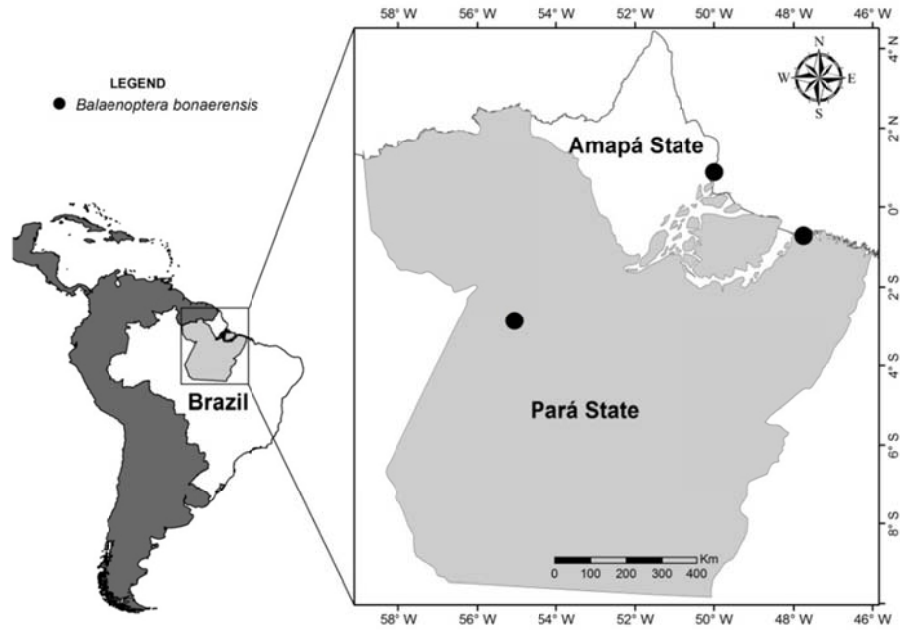 LEGEND
Balaenoptera bonaerensis
Brazil
58° W 56° W 54° W 52° W 50° W 48° W 46° W
N
W E
S
4° N
2° N
0°
2° S
4° S
6° S
8° S
Amapá State
Pará State
Km
0 100 200 300 400
58° W 56° W 54° W 52° W 50° W 48° W 46° W